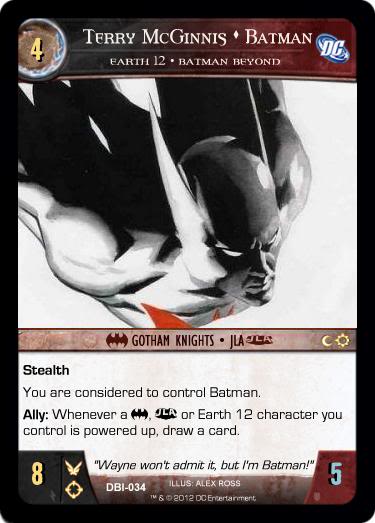 4
TERRY MCGINNIS ♦ BATMAN
DC
EARTH 12 • BATMAN BEYOND
GOTHAM KNIGHTS • JLA JLA
Stealth
You are considered to control Batman.
Ally: Whenever a , JLA or Earth 12 character you
control is powered up, draw a card.
8
"Wayne won't admit it, but I'm Batman!"
5
DBI-034
ILLUS: ALEX ROSS
™ & © 2012 DC Entertainment